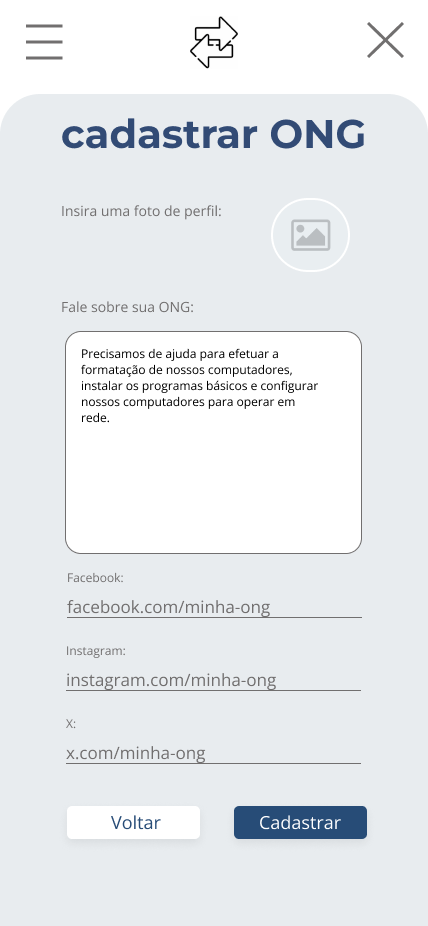 cadastrar ONG
Insira uma foto de perfil:
Fale sobre sua ONG:
Precisamos de ajuda para efetuar a
formatação de nossos computadores,
instalar os programas básicos e configurar
nossos computadores para operar em
rede.
Facebook:
facebook.com/minha-ong
Instagram:
instagram.com/minha-ong
X:
x.com/minha-ong
Voltar
Cadastrar